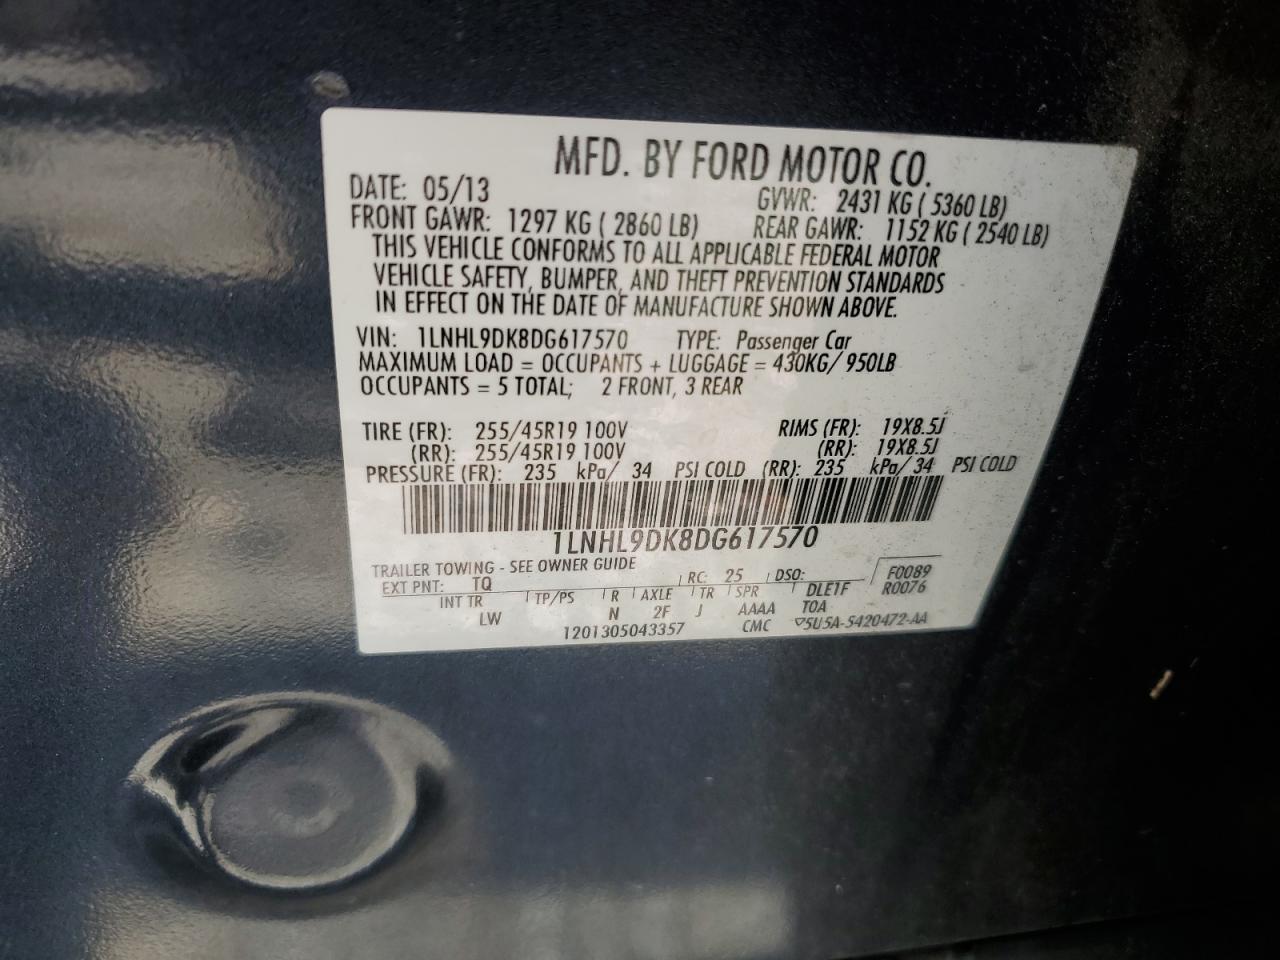 MFD. BY FORD MOTOR CO.
DATE: 05/13 GVWR: 2431 KG ( 5360 LB)
FRONT GAWR: 1297 KG ( 2860 LB) REAR GAWR: 1152 KG ( 2540 LB)
THIS VEHICLE CONFORMS TO ALL APPLICABLE FEDERAL MOTOR
VEHICLE SAFETY, BUMPER, AND THEFT PREVENTION STANDARDS
IN EFFECT ON THE DATE OF MANUFACTURE SHOWN ABOVE.
VIN: 1LNHL9DK8DG617570 TYPE: Passenger Car
MAXIMUM LOAD = OCCUPANTS + LUGGAGE = 430KG/ 950LB
OCCUPANTS = 5 TOTAL; 2 FRONT, 3 REAR
TIRE (FR): 255/45R19 100V RIMS (FR): 19X8.5J
(RR): 255/45R19 100V (RR): 19X8.5J
PRESSURE (FR): 235 kPa/ 34 PSI COLD (RR): 235 kPa/ 34 PSI COLD
1LNHL9DK8DG617570
TRAILER TOWING - SEE OWNER GUIDE
EXT PNT: TQ RC: 25 DSO: F0089
INT TR TP/PS R AXLE TR SPR DLE1F R0076
LW N 2F J AAAA TOA
1201305043357 CMC ▽5U5A-5420472-AA